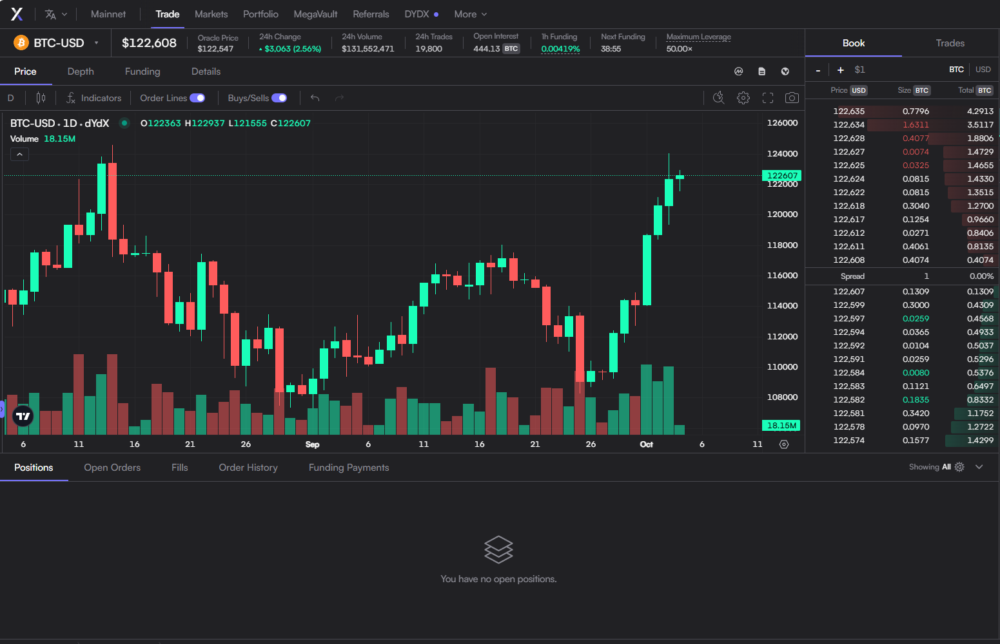 Mainnet Trade Markets Portfolio MegaVault Referrals DYDX More
BTC-USD $122,608
Oracle Price
$122,547
24h Change
$3,063 (2.56%)
24h Volume
$131,552,471
24h Trades
19,800
Open Interest
444.13 BTC
1h Funding
0.00419%
Next Funding
38:55
Maximum Leverage
50.00×
Book Trades
Price Depth Funding Details
- + $1 BTC USD
D Indicators Order Lines Buys/Sells
Price USD Size BTC Total BTC
BTC-USD · 1D · dYdX O122363 H122937 L121555 C122607
Volume 18.15M
126000
124000
122607
122000
120000
118000
116000
114000
112000
110000
108000
18.15M
6 11 16 21 26 Sep 6 11 16 21 26 Oct 6 11
122,635 0.7796 4.2913
122,634 1.6311 3.5117
122,628 0.4077 1.8806
122,627 0.0074 1.4729
122,625 0.0325 1.4655
122,624 0.0815 1.4330
122,622 0.0815 1.3515
122,618 0.3040 1.2700
122,617 0.1254 0.9660
122,612 0.0271 0.8406
122,611 0.4061 0.8135
122,608 0.4074 0.4074
Spread 1 0.00%
122,607 0.1309 0.1309
122,599 0.3000 0.4309
122,597 0.0259 0.4568
122,594 0.0365 0.4933
122,592 0.0104 0.5037
122,591 0.0259 0.5296
122,584 0.0080 0.5376
122,583 0.1121 0.6497
122,582 0.1835 0.8332
122,581 0.3420 1.1752
122,578 0.0970 1.2722
122,574 0.1577 1.4299
Positions Open Orders Fills Order History Funding Payments Showing All
You have no open positions.